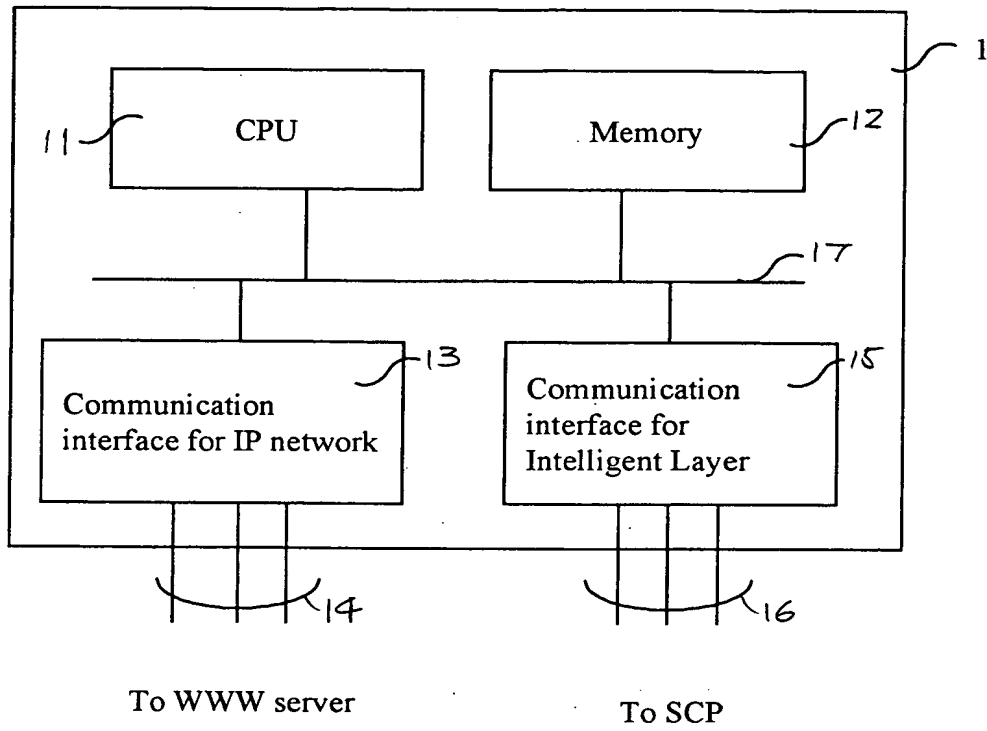 1
CPU
11
Memory
12
17
Communication
interface for IP network
13
Communication
interface for
Intelligent Layer
15
14
16
To WWW server
To SCP